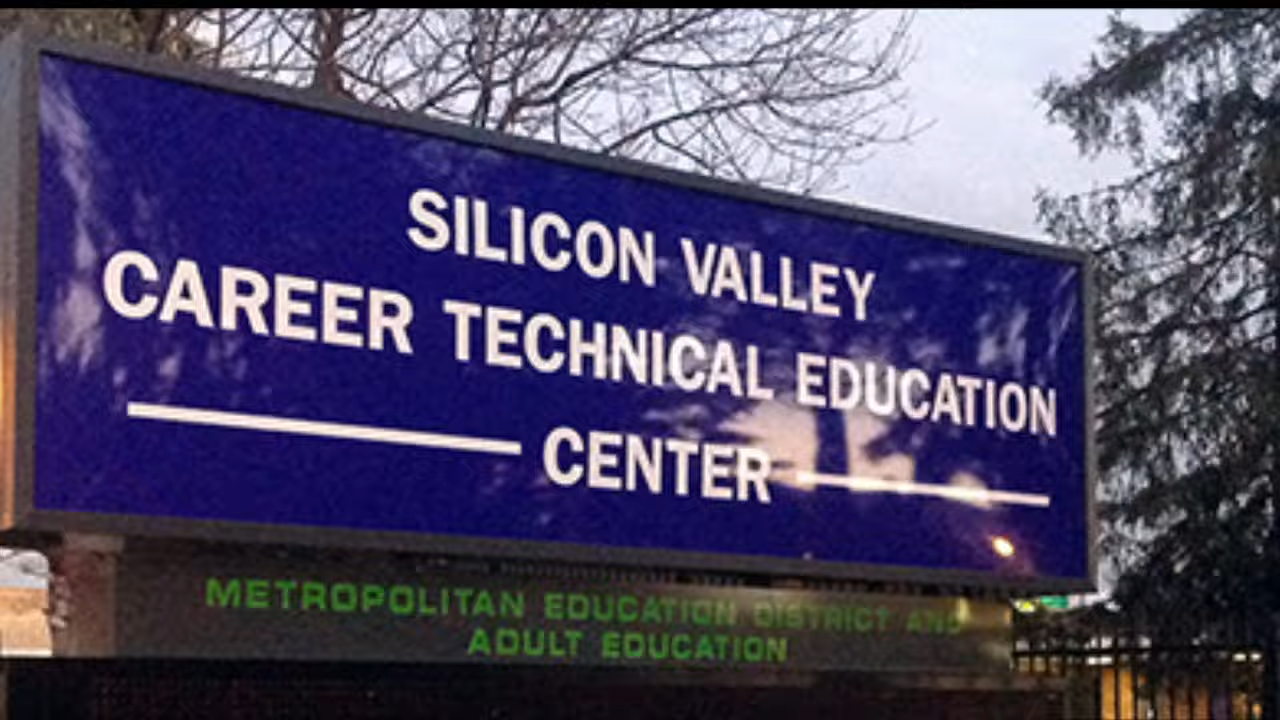 SILICON VALLEY
CAREER TECHNICAL EDUCATION
CENTER
METROPOLITAN EDUCATION DISTRICT AND
ADULT EDUCATION